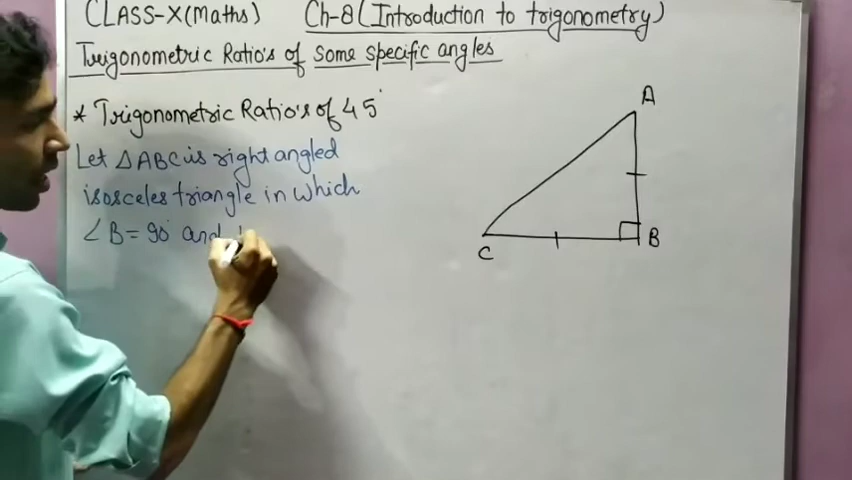 CLASS-X(Maths) Ch-8(Introduction to trigonometry)
Trigonometric Ratio's of some specific angles
* Trigonometric Ratio's of 45°
Let △ABC is right angled
isosceles triangle in which
∠B=90° and
A
B
C